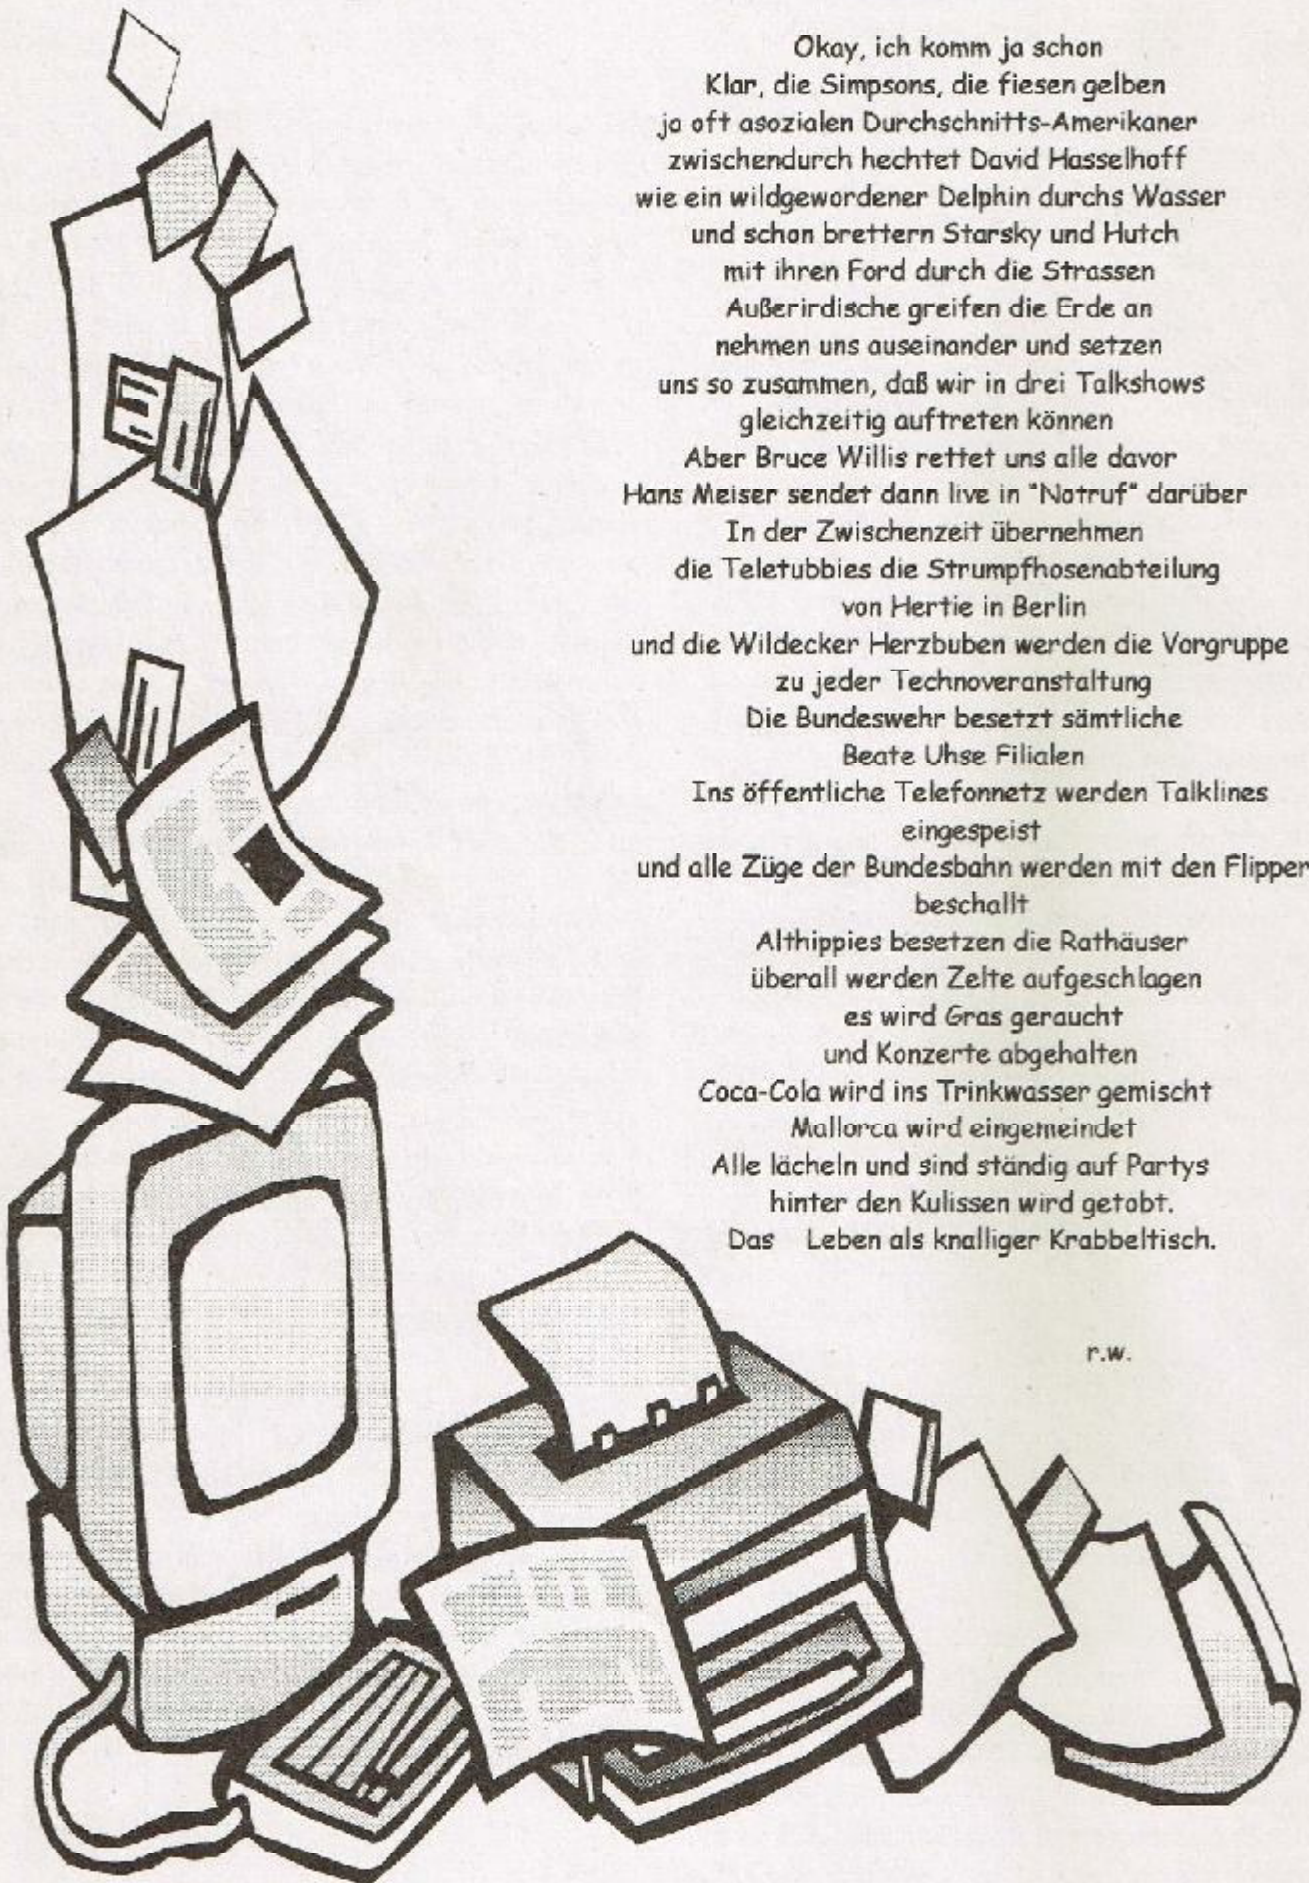 Okay, ich komm ja schon
Klar, die Simpsons, die fiesen gelben
ja oft asozialen Durchschnitts-Amerikaner
zwischendurch hechtet David Hasselhoff
wie ein wildgewordener Delphin durchs Wasser
und schon brettern Starsky und Hutch
mit ihren Ford durch die Strassen
Außerirdische greifen die Erde an
nehmen uns auseinander und setzen
uns so zusammen, daß wir in drei Talkshows
gleichzeitig auftreten können
Aber Bruce Willis rettet uns alle davor
Hans Meiser sendet dann live in "Notruf" darüber
In der Zwischenzeit übernehmen
die Teletubbies die Strumpfhosenabteilung
von Hertie in Berlin
und die Wildecker Herzbuben werden die Vorgruppe
zu jeder Technoveranstaltung
Die Bundeswehr besetzt sämtliche
Beate Uhse Filialen
Ins öffentliche Telefonnetz werden Talklines
eingespeist
und alle Züge der Bundesbahn werden mit den Flipper
beschallt
Althippies besetzen die Rathäuser
überall werden Zelte aufgeschlagen
es wird Gras geraucht
und Konzerte abgehalten
Coca-Cola wird ins Trinkwasser gemischt
Mallorca wird eingemeindet
Alle lächeln und sind ständig auf Partys
hinter den Kulissen wird getobt.
Das Leben als knalliger Krabbeltisch.
r.w.